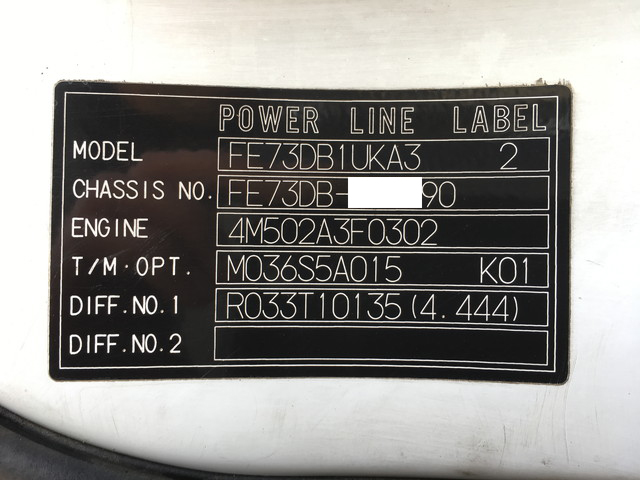 POWER LINE LABEL
MODEL FE73DB1UKA3 2
CHASSIS NO. FE73DB- 90
ENGINE 4M502A3F0302
T/M·OPT. M036S5A015 K01
DIFF.NO.1 R033T10135(4.444)
DIFF.NO.2